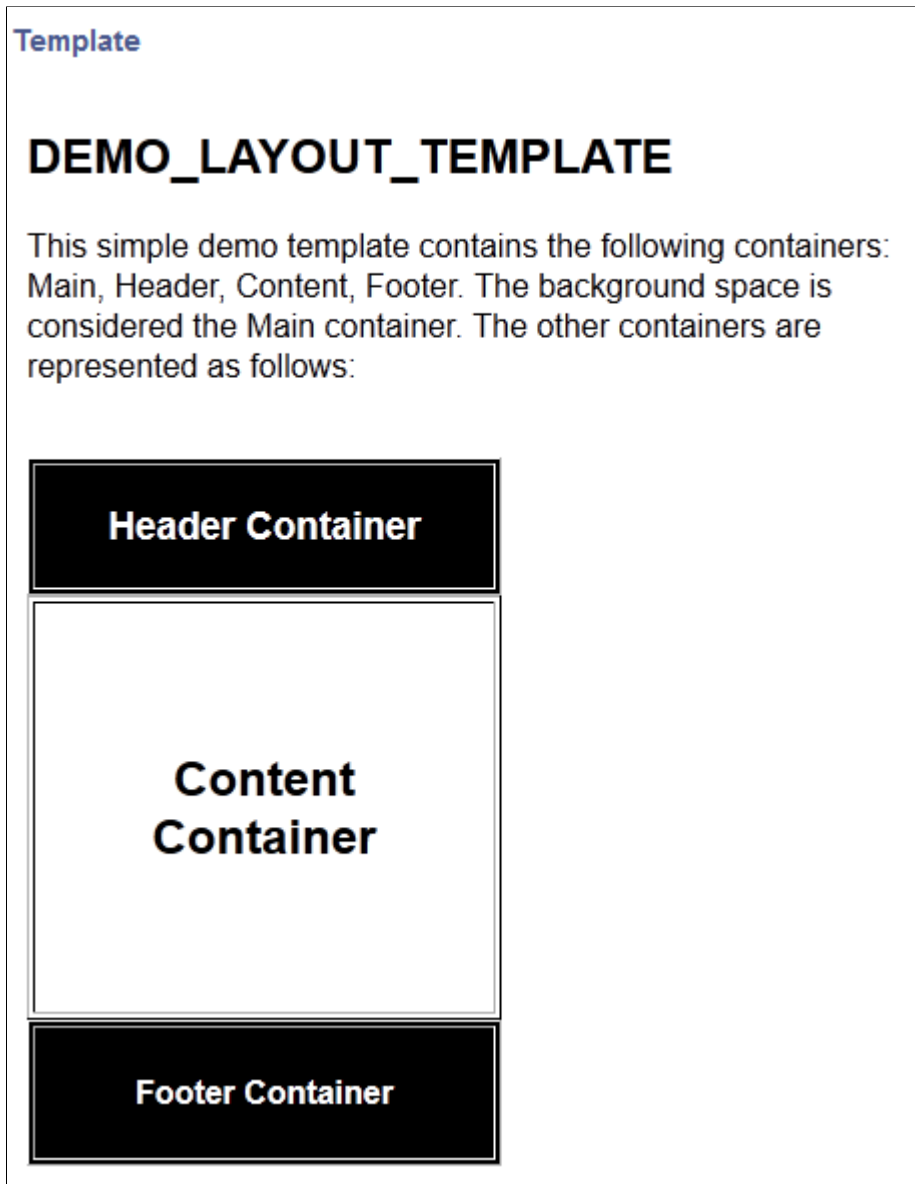 Template
DEMO_LAYOUT_TEMPLATE
This simple demo template contains the following containers:
Main, Header, Content, Footer. The background space is
considered the Main container. The other containers are
represented as follows:
Header Container
Content
Container
Footer Container